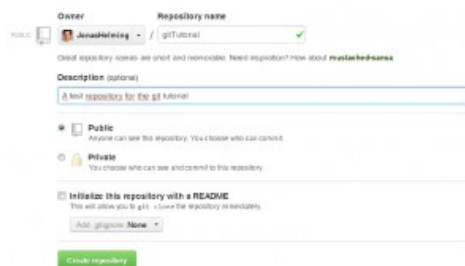 Owner Repository name
PUBLIC JonasHelming / gitTutorial
Great repository names are short and memorable. Need inspiration? How about mustached-sansa
Description (optional)
A test repository for the git tutorial
Public
Anyone can see this repository. You choose who can commit
Private
You choose who can see and commit to this repository
Initialize this repository with a README
This will allow you to git clone the repository immediately
Add .gitignore: None
Create repository